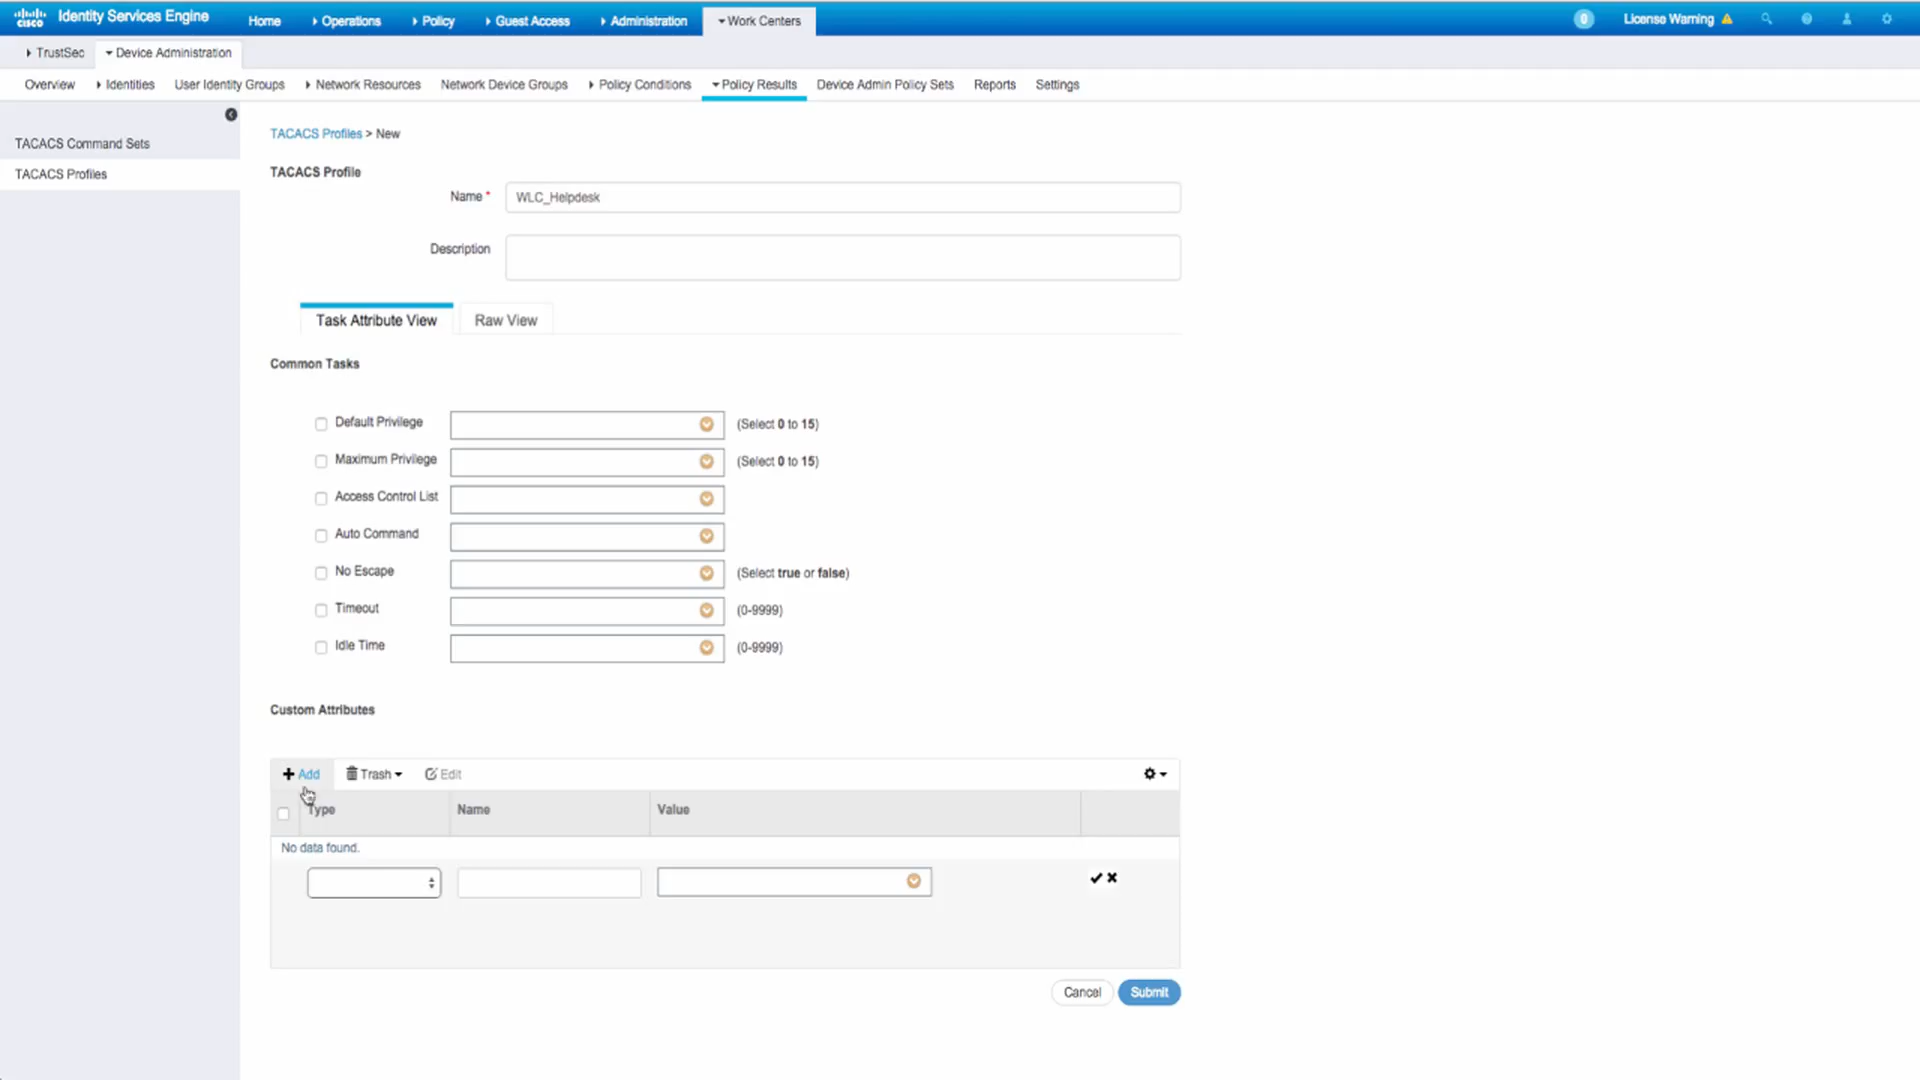 cisco Identity Services Engine Home Operations Policy Guest Access Administration Work Centers 0 License Warning
TrustSec Device Administration
Overview Identities User Identity Groups Network Resources Network Device Groups Policy Conditions Policy Results Device Admin Policy Sets Reports Settings
TACACS Command Sets
TACACS Profiles
TACACS Profiles > New
TACACS Profile
Name * WLC_Helpdesk
Description
Task Attribute View Raw View
Common Tasks
Default Privilege (Select 0 to 15)
Maximum Privilege (Select 0 to 15)
Access Control List
Auto Command
No Escape (Select true or false)
Timeout (0-9999)
Idle Time (0-9999)
Custom Attributes
Add Trash Edit
Type Name Value
No data found.
Cancel Submit